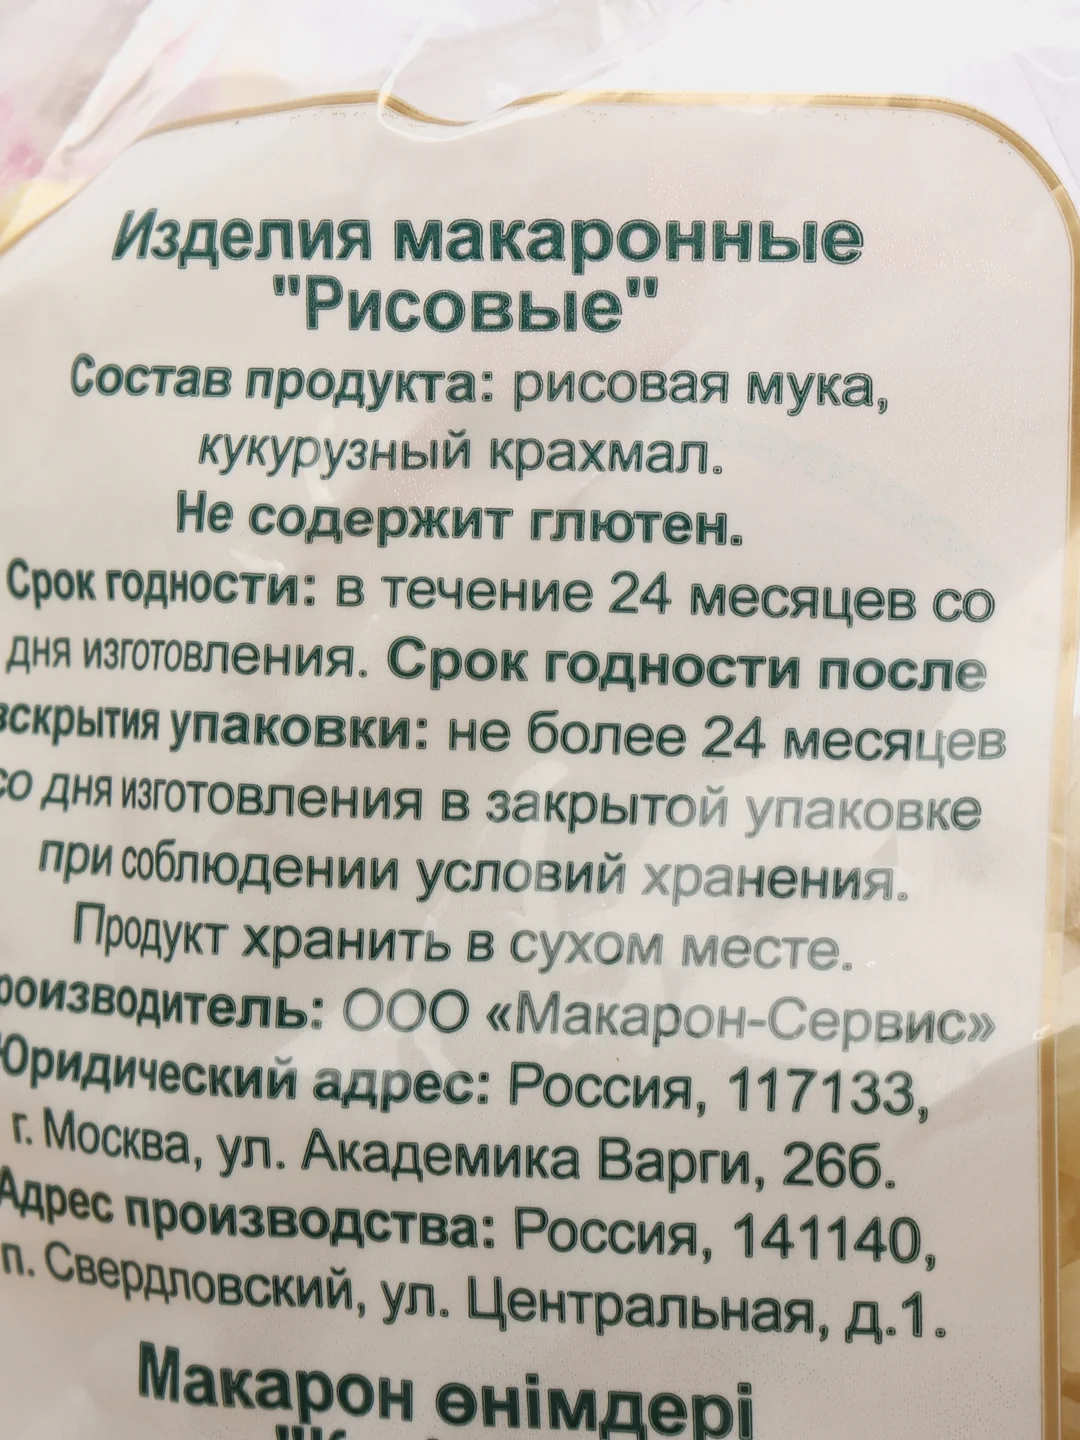 Изделия макаронные
"Рисовые"
Состав продукта: рисовая мука,
кукурузный крахмал.
Не содержит глютен.
Срок годности: в течение 24 месяцев со
дня изготовления. Срок годности после
вскрытия упаковки: не более 24 месяцев
со дня изготовления в закрытой упаковке
при соблюдении условий хранения.
Продукт хранить в сухом месте.
роизводитель: ООО «Макарон-Сервис»
Юридический адрес: Россия, 117133,
г. Москва, ул. Академика Варги, 26б.
Адрес производства: Россия, 141140,
п. Свердловский, ул. Центральная, д.1.
Макарон өнімдері